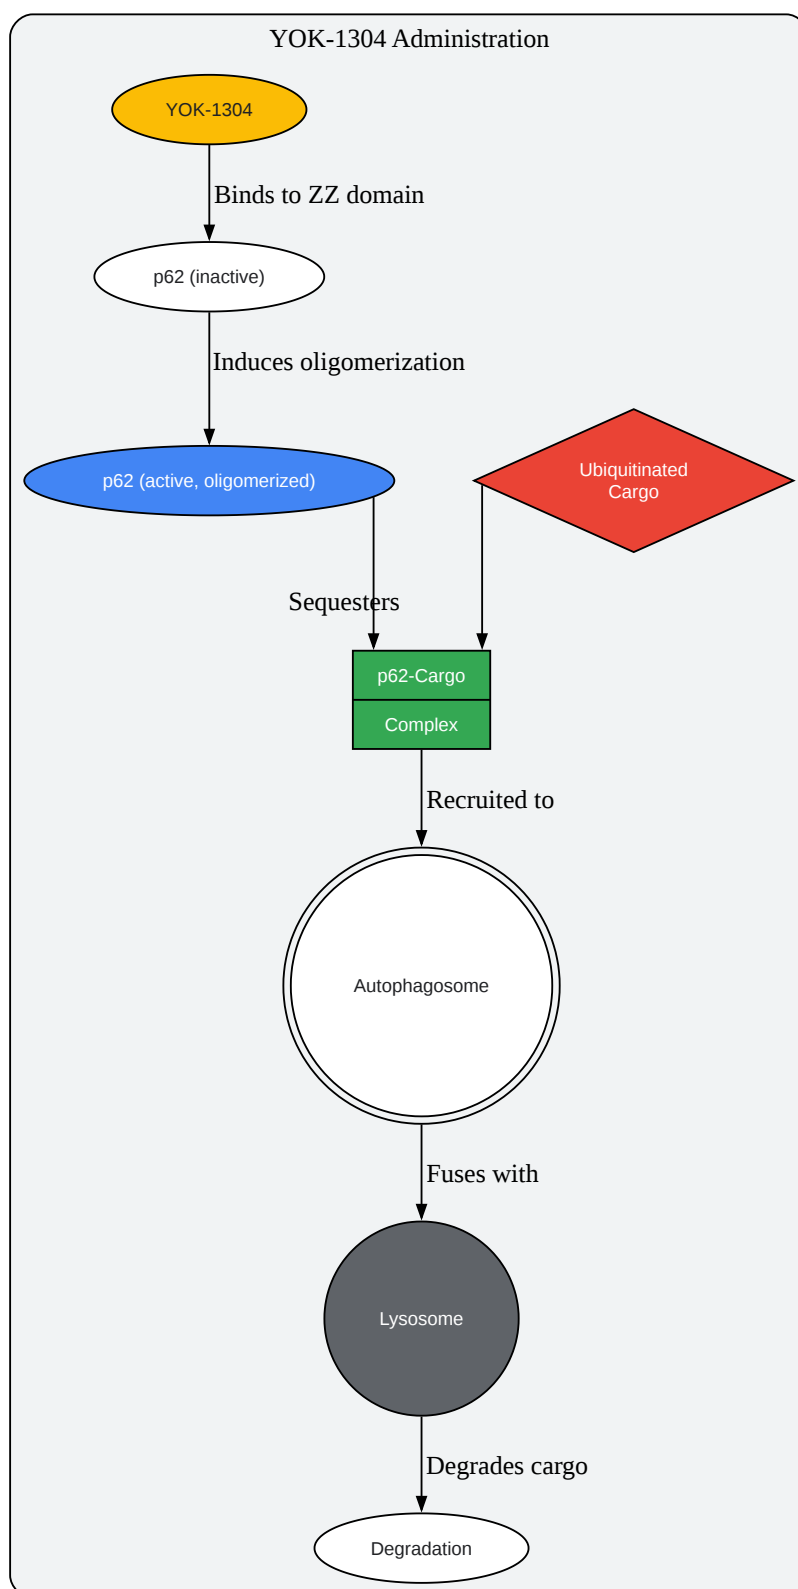 YOK-1304 Administration
YOK-1304
Binds to ZZ domain
p62 (inactive)
Induces oligomerization
p62 (active, oligomerized)
Ubiquitinated
Cargo
Sequesters
p62-Cargo
Complex
Recruited to
Autophagosome
Fuses with
Lysosome
Degrades cargo
Degradation